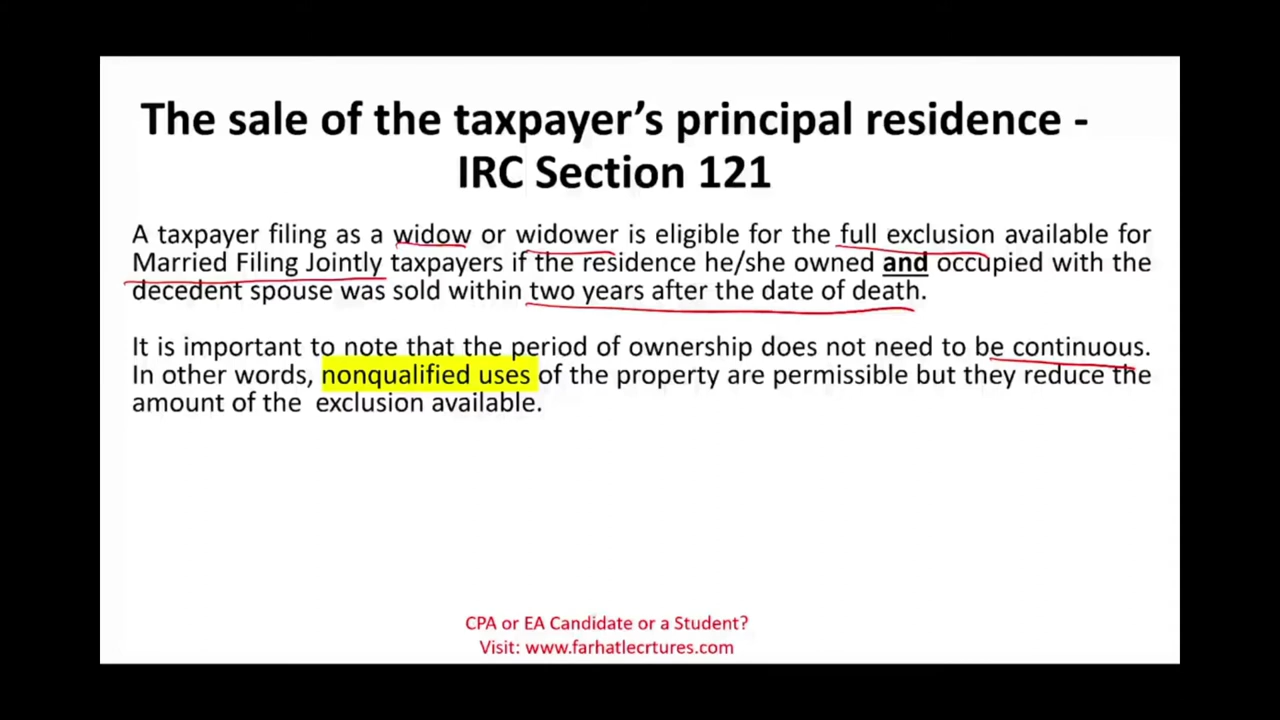 The sale of the taxpayer's principal residence -
IRC Section 121
A taxpayer filing as a widow or widower is eligible for the full exclusion available for
Married Filing Jointly taxpayers if the residence he/she owned and occupied with the
decedent spouse was sold within two years after the date of death.
It is important to note that the period of ownership does not need to be continuous.
In other words, nonqualified uses of the property are permissible but they reduce the
amount of the exclusion available.
CPA or EA Candidate or a Student?
Visit: www.farhatlecrtures.com